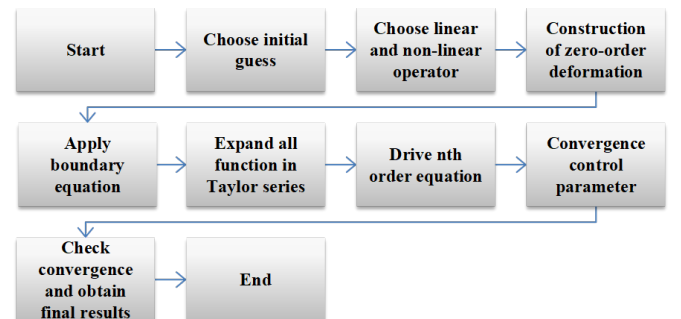 Start
Choose initial
guess
Choose linear
and non-linear
operator
Construction
of zero-order
deformation
Apply
boundary
equation
Expand all
function in
Taylor series
Drive nth
order equation
Convergence
control
parameter
Check
convergence
and obtain
final results
End